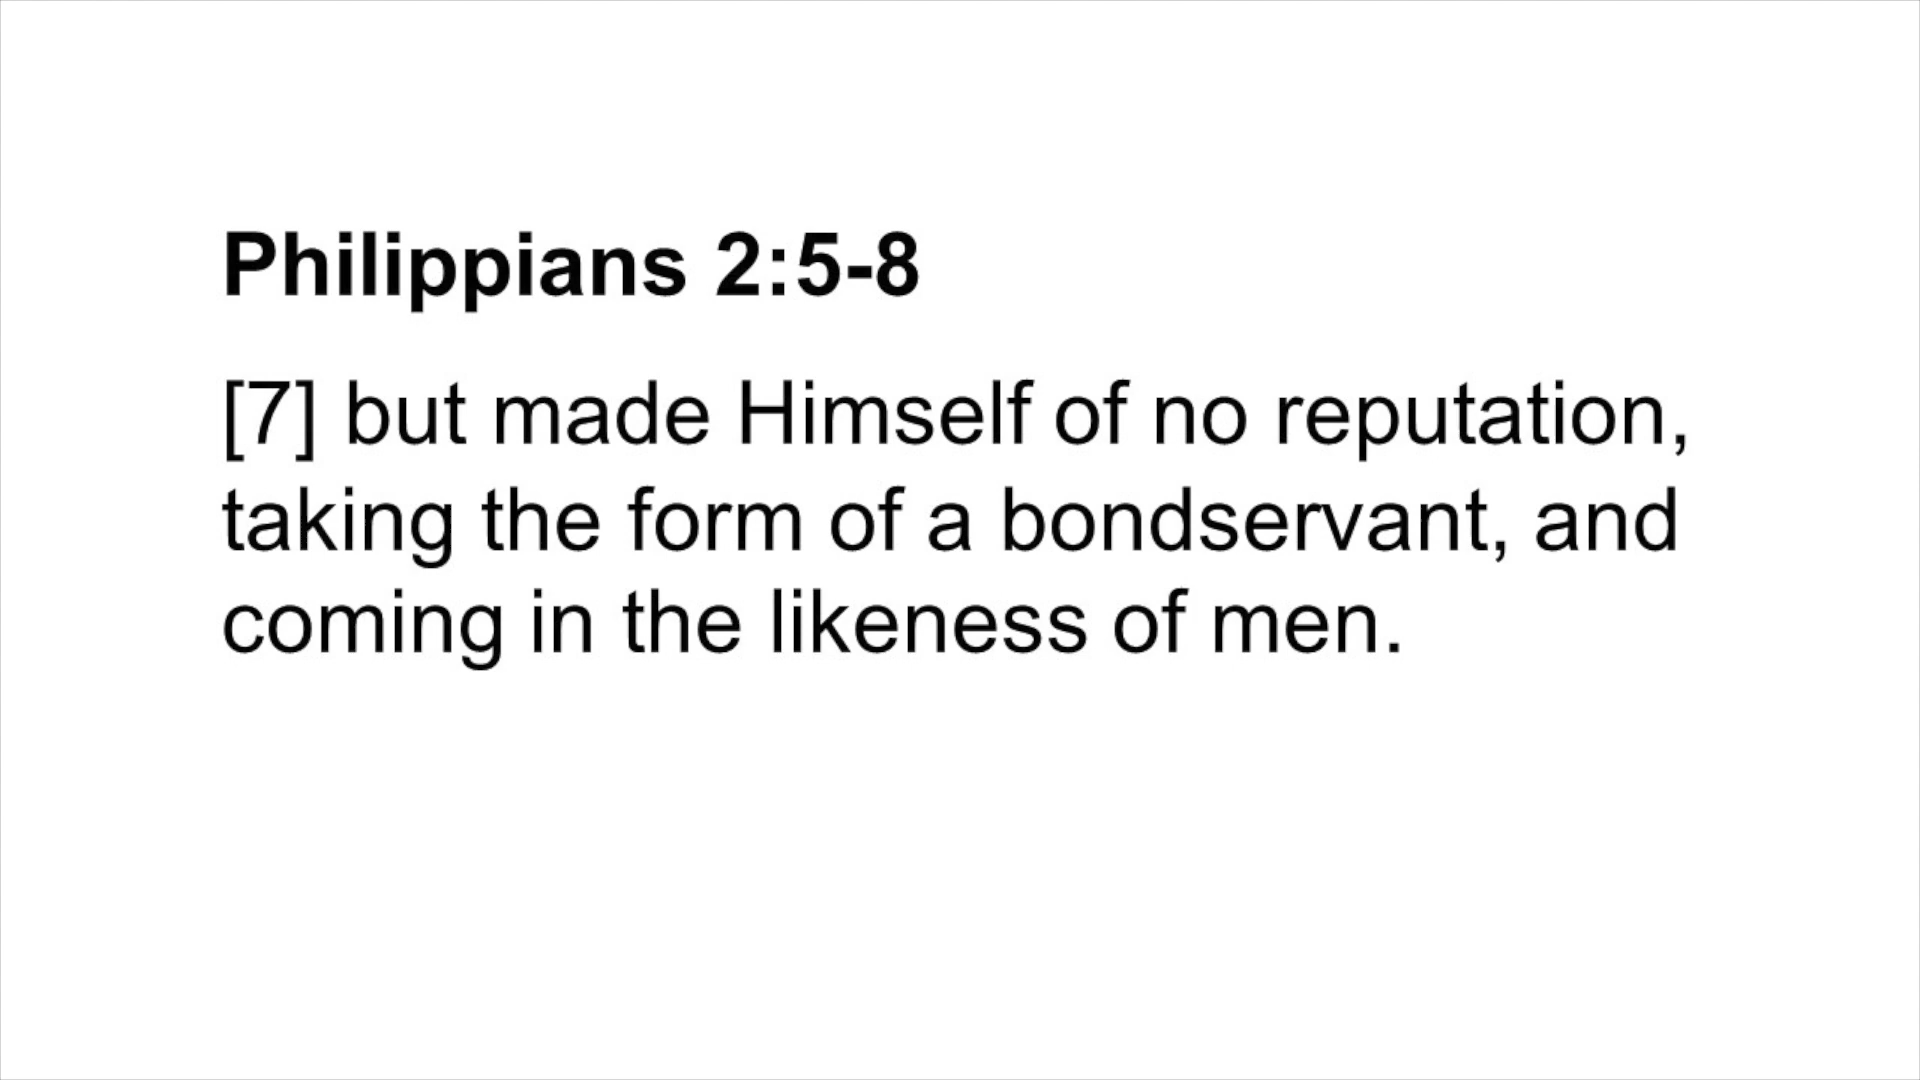 Philippians 2:5-8
[7] but made Himself of no reputation,
taking the form of a bondservant, and
coming in the likeness of men.